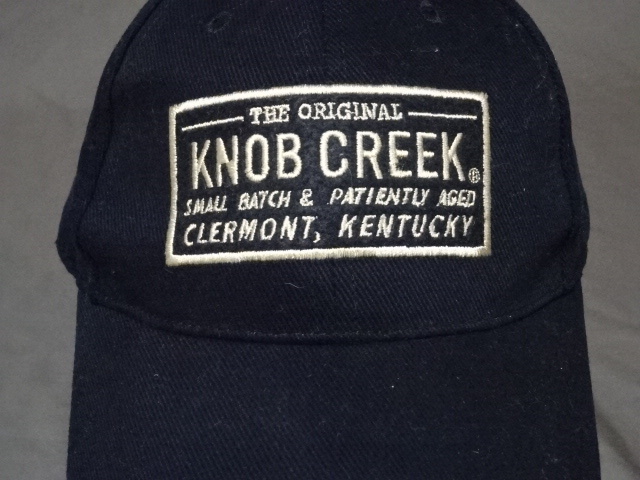 THE ORIGINAL
KNOB CREEK®
SMALL BATCH & PATIENTLY AGED
CLERMONT, KENTUCKY